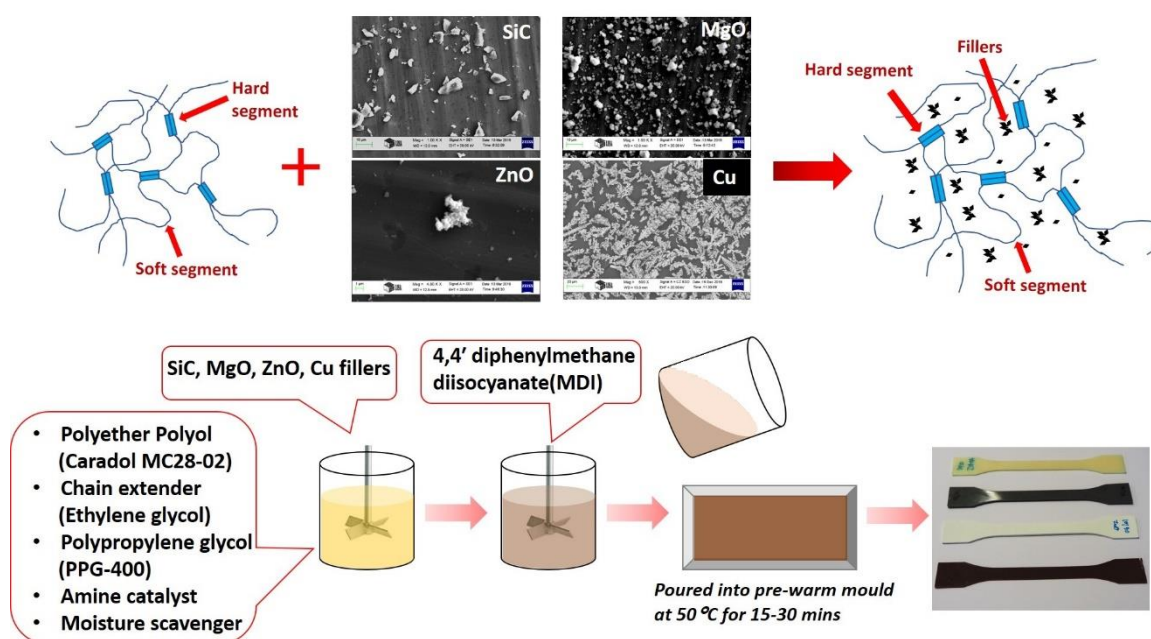 SiC
MgO
ZnO
Cu
Hard
segment
Soft segment
Hard segment
Fillers
Soft
segment
SiC, MgO, ZnO, Cu fillers
4,4′ diphenylmethane
diisocyanate(MDI)
• Polyether Polyol
(Caradol MC28-02)
• Chain extender
(Ethylene glycol)
• Polypropylene glycol
(PPG-400)
• Amine catalyst
• Moisture scavenger
Poured into pre-warm mould
at 50 °C for 15-30 mins